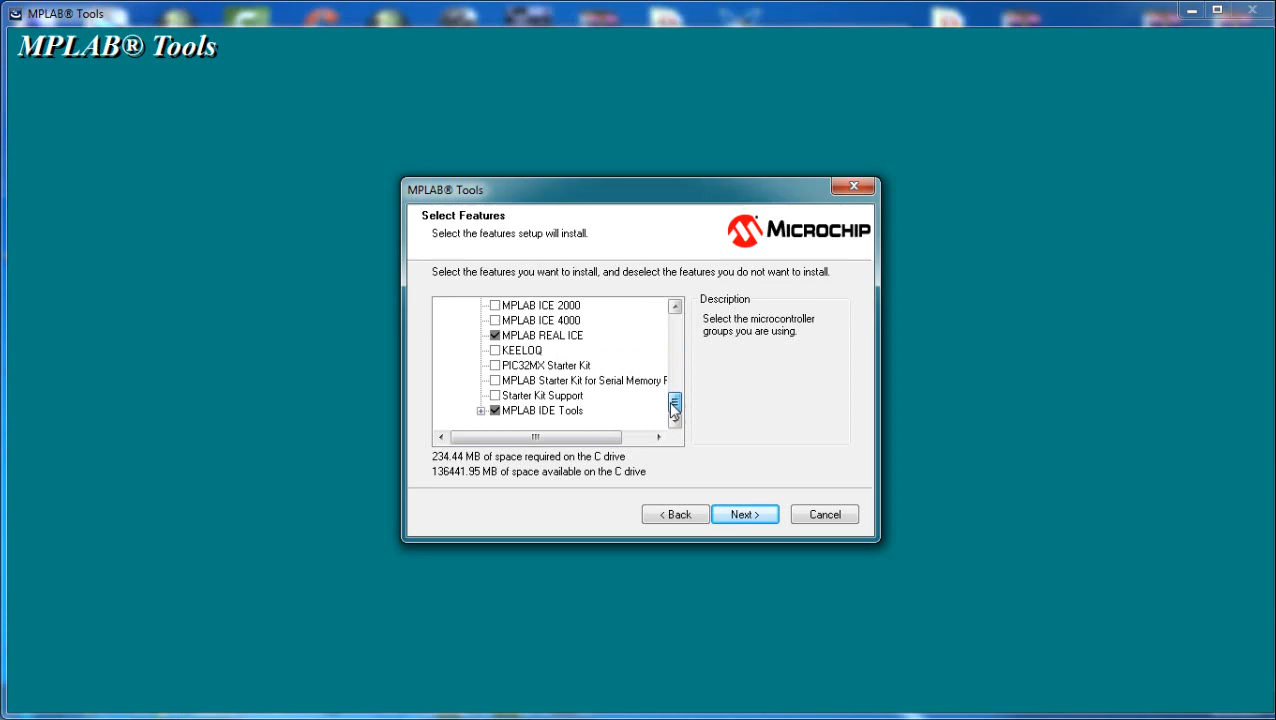 MPLAB® Tools
MPLAB® Tools
MPLAB® Tools
Select Features
Select the features setup will install.
MICROCHIP
Select the features you want to install, and deselect the features you do not want to install.
MPLAB ICE 2000
MPLAB ICE 4000
MPLAB REAL ICE
KEELOQ
PIC32MX Starter Kit
MPLAB Starter Kit for Serial Memory
Starter Kit Support
MPLAB IDE Tools
Description
Select the microcontroller
groups you are using.
234.44 MB of space required on the C drive
136441.95 MB of space available on the C drive
< Back
Next >
Cancel